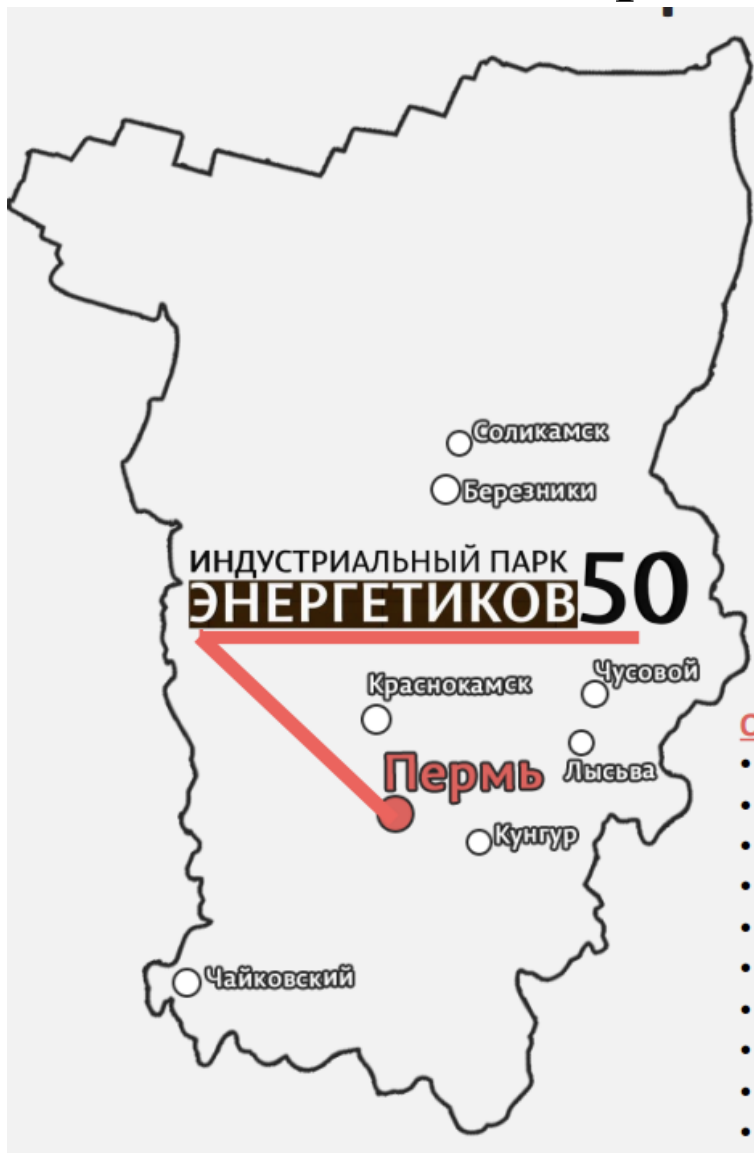 Соликамск
Березники
ИНДУСТРИАЛЬНЫЙ ПАРК
ЭНЕРГЕТИКОВ50
Чусовой
Краснокамск
Пермь
Лысьва
Кунгур
Чайковский